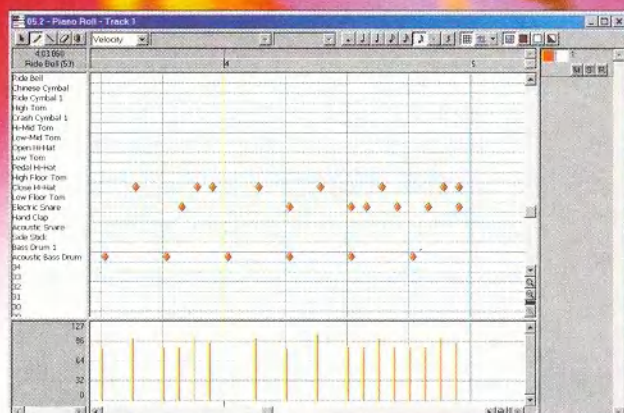 05.2 - Piano Roll - Track 1
Velocity
4:03:060
Ride Bell (53)
4
5
1
M S R
Ride Bell
Chinese Cymbal
Ride Cymbal 1
High Tom
Crash Cymbal 1
Hi-Mid Tom
Low-Mid Tom
Open Hi-Hat
Low Tom
Pedal Hi-Hat
High Floor Tom
Close Hi-Hat
Low Floor Tom
Electric Snare
Hand Clap
Acoustic Snare
Side Stick
Bass Drum 1
Acoustic Bass Drum
34
33
32
31
30
127
96
64
32
0